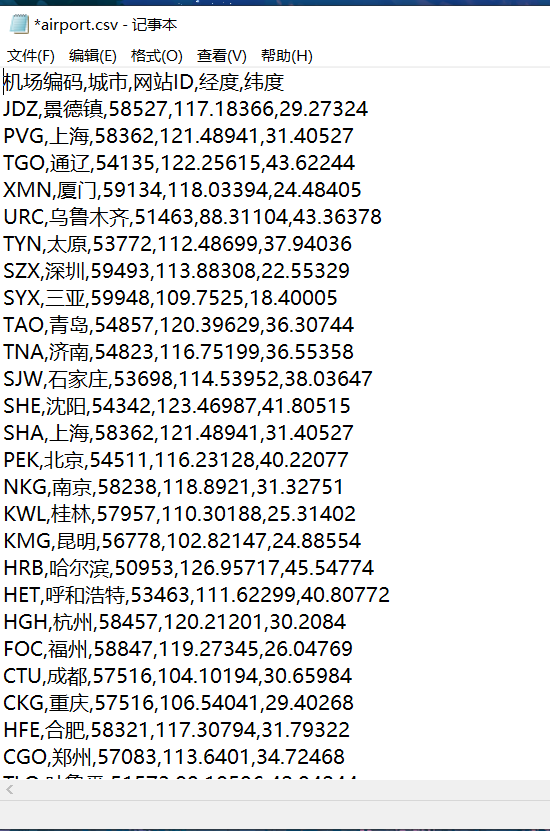 *airport.csv - 记事本
文件(F) 编辑(E) 格式(O) 查看(V) 帮助(H)
机场编码,城市,网站ID,经度,纬度
JDZ,景德镇,58527,117.18366,29.27324
PVG,上海,58362,121.48941,31.40527
TGO,通辽,54135,122.25615,43.62244
XMN,厦门,59134,118.03394,24.48405
URC,乌鲁木齐,51463,88.31104,43.36378
TYN,太原,53772,112.48699,37.94036
SZX,深圳,59493,113.88308,22.55329
SYX,三亚,59948,109.7525,18.40005
TAO,青岛,54857,120.39629,36.30744
TNA,济南,54823,116.75199,36.55358
SJW,石家庄,53698,114.53952,38.03647
SHE,沈阳,54342,123.46987,41.80515
SHA,上海,58362,121.48941,31.40527
PEK,北京,54511,116.23128,40.22077
NKG,南京,58238,118.8921,31.32751
KWL,桂林,57957,110.30188,25.31402
KMG,昆明,56778,102.82147,24.88554
HRB,哈尔滨,50953,126.95717,45.54774
HET,呼和浩特,53463,111.62299,40.80772
HGH,杭州,58457,120.21201,30.2084
FOC,福州,58847,119.27345,26.04769
CTU,成都,57516,104.10194,30.65984
CKG,重庆,57516,106.54041,29.40268
HFE,合肥,58321,117.30794,31.79322
CGO,郑州,57083,113.6401,34.72468